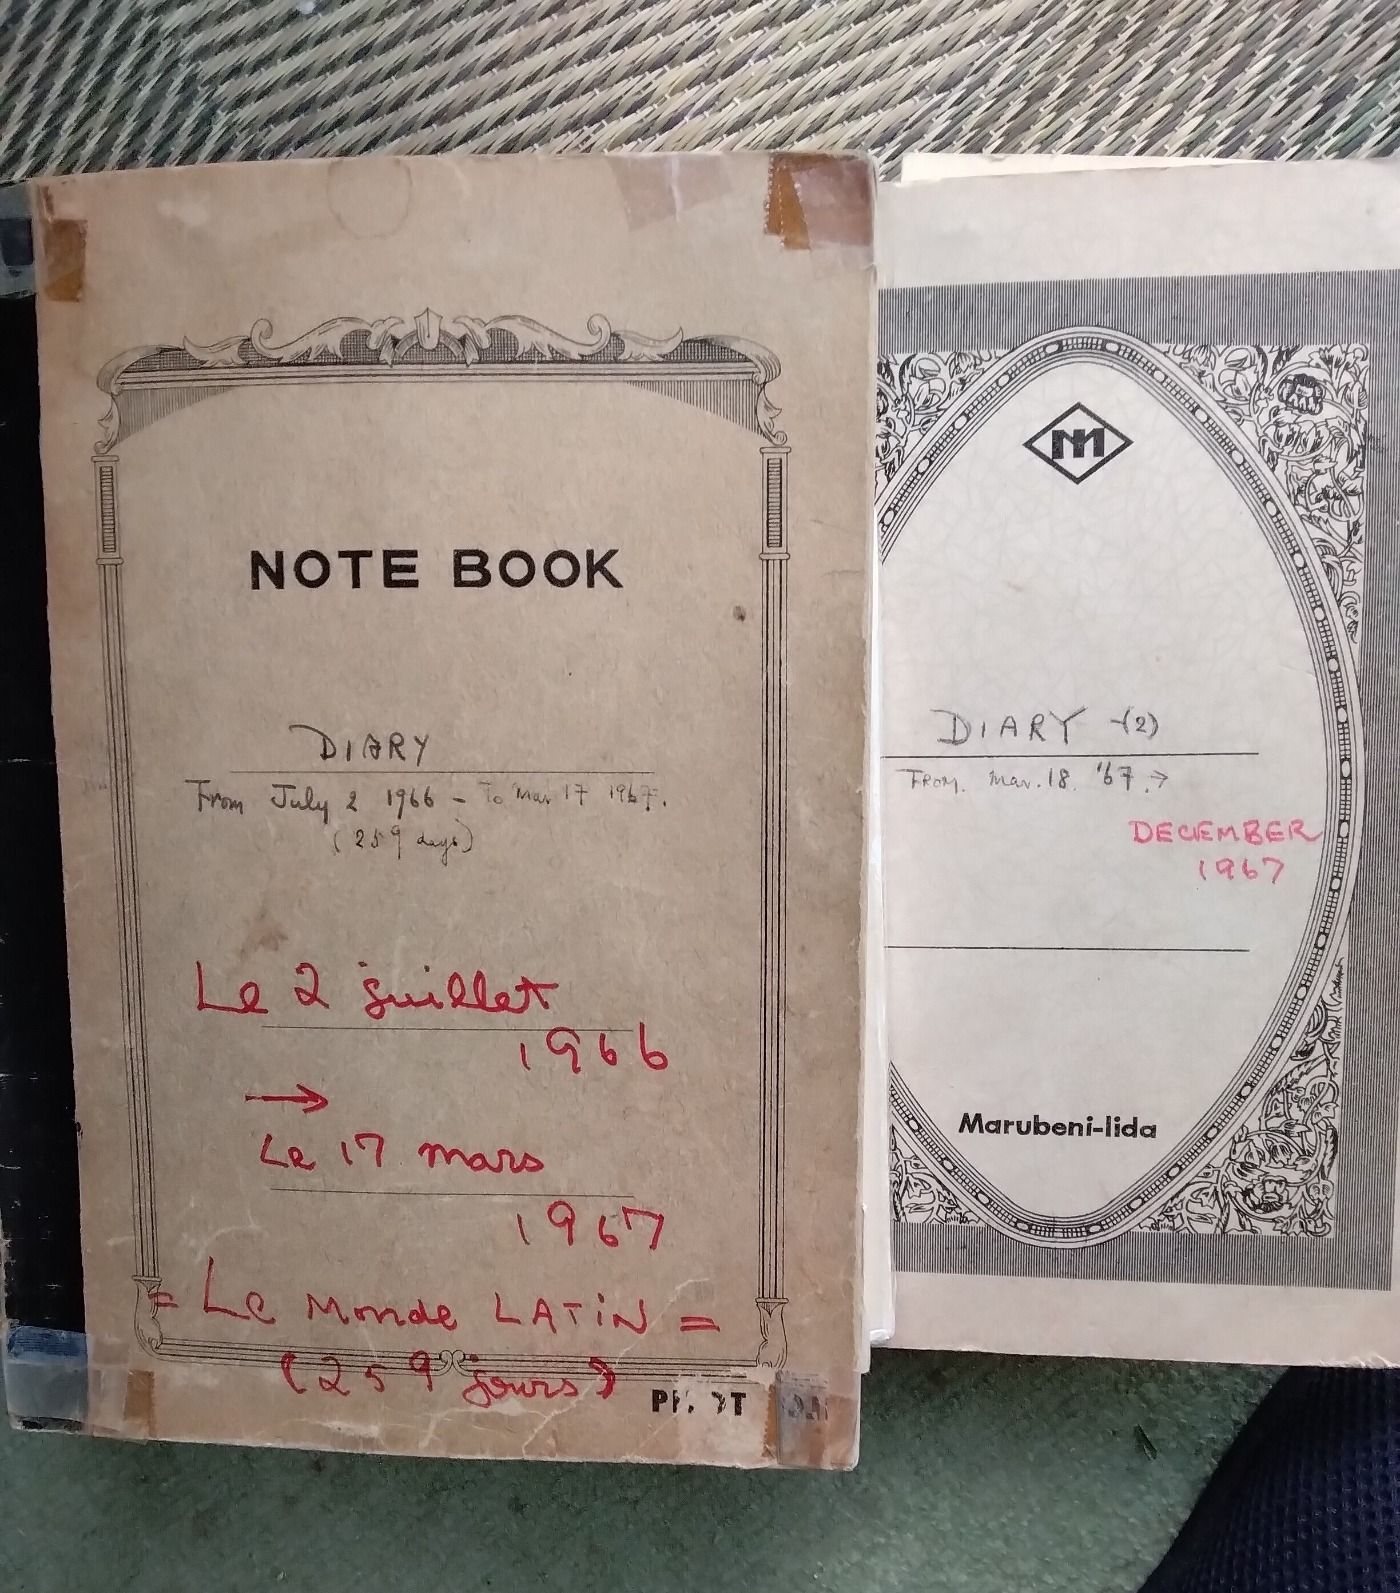 NOTE BOOK
DIARY
From July 2 1966 - To Mar 17 1967.
(259 days)
Le 2 juillet
1966
→
Le 17 mars
1967
= Le Monde LATiN =
(259 jours)
M
DIARY -(2)
FROM. Mar. 18. '67. →
DECEMBER
1967
Marubeni-Iida